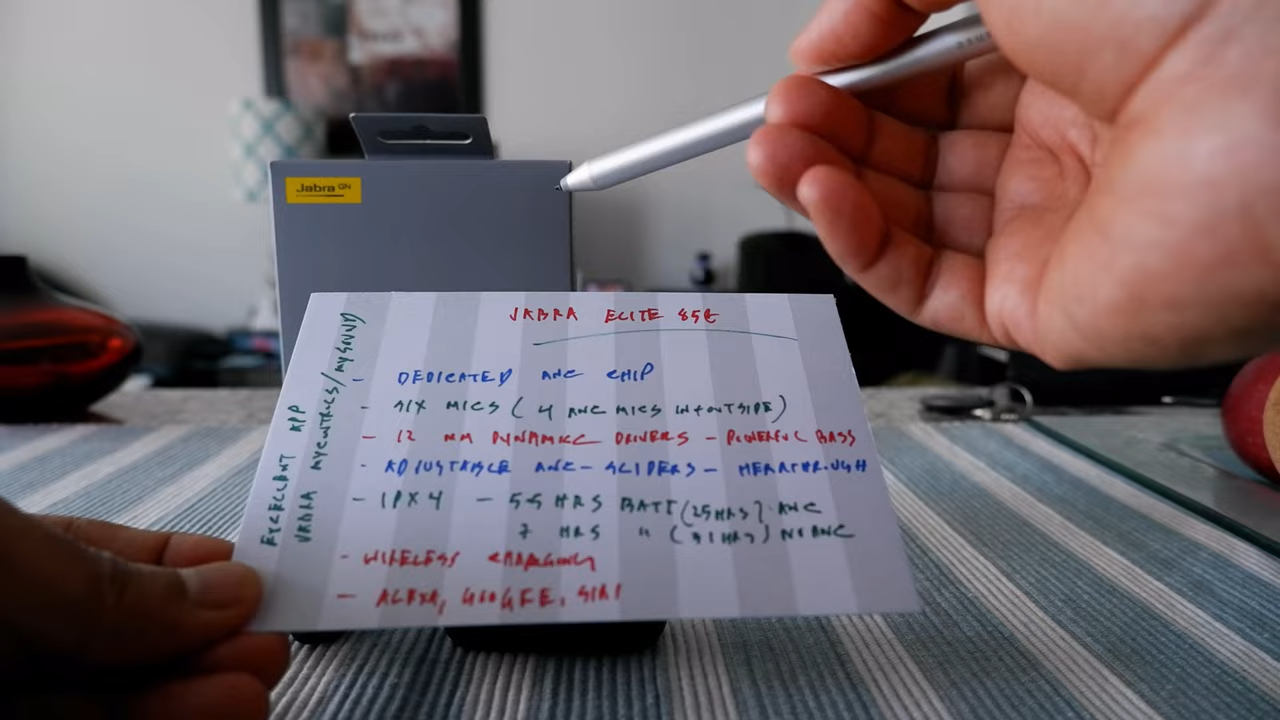 Jabra GN
JABRA ELITE 85t
- DEDICATED ANC CHIP
- SIX MICS (4 ANC MICS IN+OUTSIDE)
- 12 MM DYNAMIC DRIVERS - POWERFUL BASS
- ADJUSTABLE ANC - SLIDERS - HEARTHROUGH
- IPX4 - 5.5 HRS BATT (25 HRS) ANC
7 HRS " (31 HRS) NO ANC
- WIRELESS CHARGING
- ALEXA, GOOGLE, SIRI
EXCELLENT APP
JABRA MYCONTROLS/MYSOUND